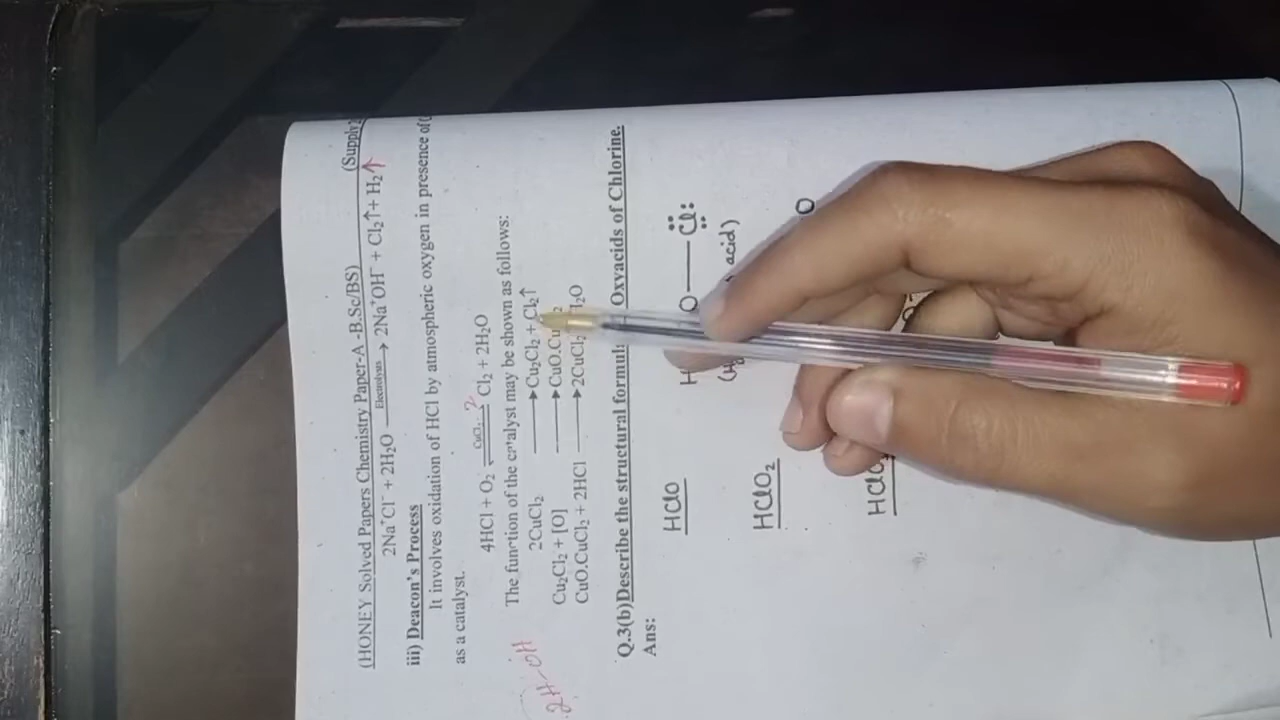 (HONEY Solved Papers Chemistry Paper-A -B.Sc/BS) (Supply
2Na⁺Cl⁻ + 2H₂O —Electrolysis→ 2Na⁺OH⁻ + Cl₂↑ + H₂↑
iii) Deacon's Process
It involves oxidation of HCl by atmospheric oxygen in presence of
as a catalyst.
4HCl + O₂ ⇌ CuCl₂ ? Cl₂ + 2H₂O
The function of the catalyst may be shown as follows:
2CuCl₂ ⟶ Cu₂Cl₂ + Cl₂↑
Cu₂Cl₂ + [O] ⟶ CuO.Cu
CuO.CuCl₂ + 2HCl ⟶ 2CuCl₂
2H-OH
Q.3(b)Describe the structural Oxyacids of Chlorine.
Ans:
HClO H O — Cl:
acid)
HClO₂ O
HClO